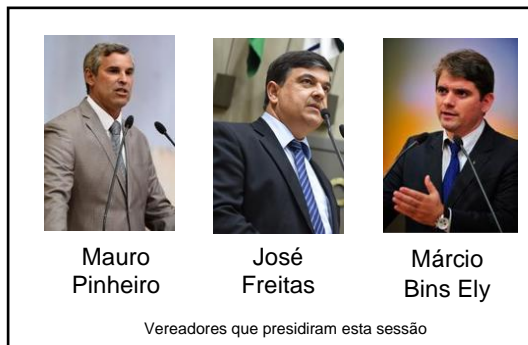 Mauro
Pinheiro
José
Freitas
Márcio
Bins Ely
Vereadores que presidiram esta sessão